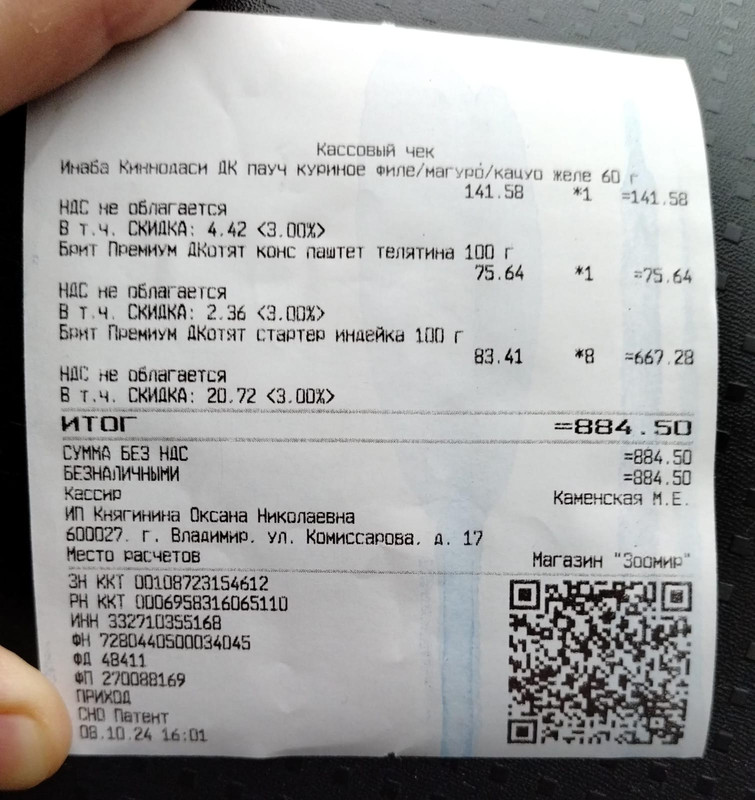 Кассовый чек
Инаба Киннодаси ДК пауч куриное филе/магуро/кацуо желе 60 г
141.58 *1 =141.58
НДС не облагается
В т.ч. СКИДКА: 4.42 <3.00%>
Брит Премиум ДКотят конс паштет телятина 100 г
75.64 *1 =75.64
НДС не облагается
В т.ч. СКИДКА: 2.36 <3.00%>
Брит Премиум ДКотят стартер индейка 100 г
83.41 *8 =667.28
НДС не облагается
В т.ч. СКИДКА: 20.72 <3.00%>
ИТОГ =884.50
СУММА БЕЗ НДС =884.50
БЕЗНАЛИЧНЫМИ =884.50
Кассир Каменская М.Е.
ИП Княгинина Оксана Николаевна
600027, г. Владимир, ул. Комиссарова, д. 17
Место расчетов Магазин "Зоомир"
ЗН ККТ 00108723154612
РН ККТ 0006958316065110
ИНН 332710355168
ФН 7280440500034045
ФД 48411
ФП 270088169
ПРИХОД
СНО Патент
08.10.24 16:01